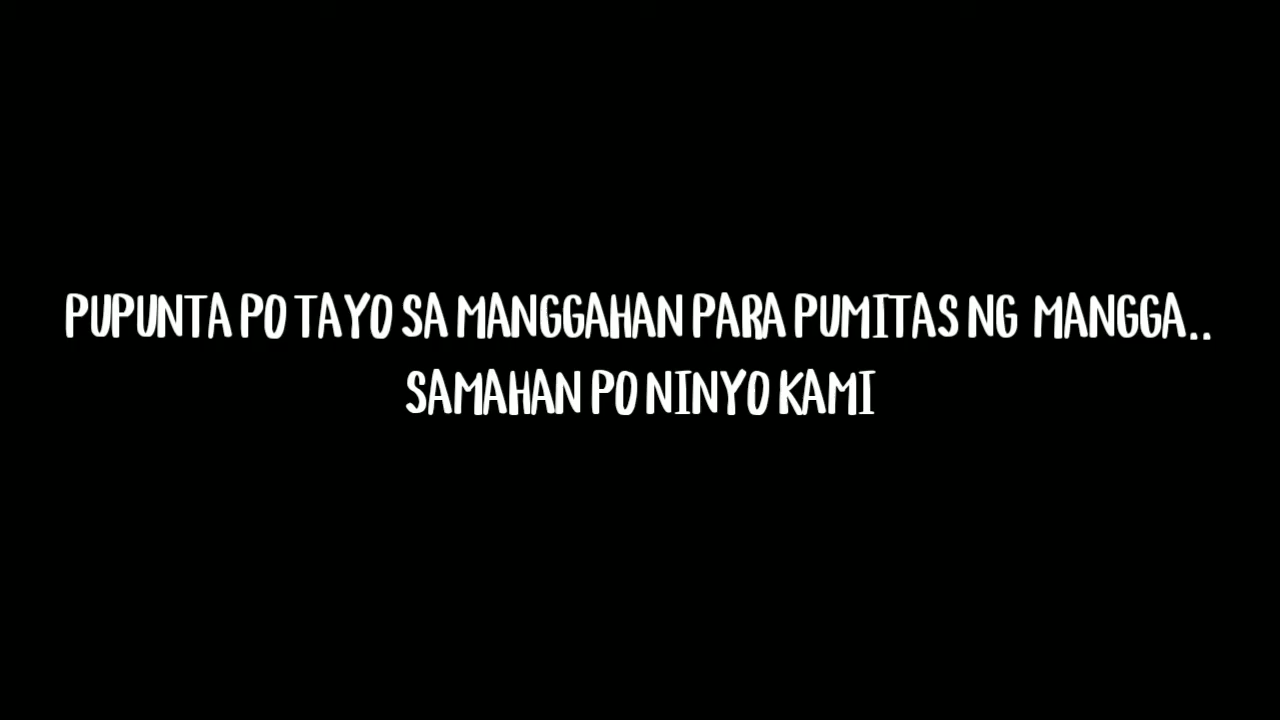 PUPUNTA PO TAYO SA MANGGAHAN PARA PUMITAS NG MANGGA..
SAMAHAN PO NINYO KAMI